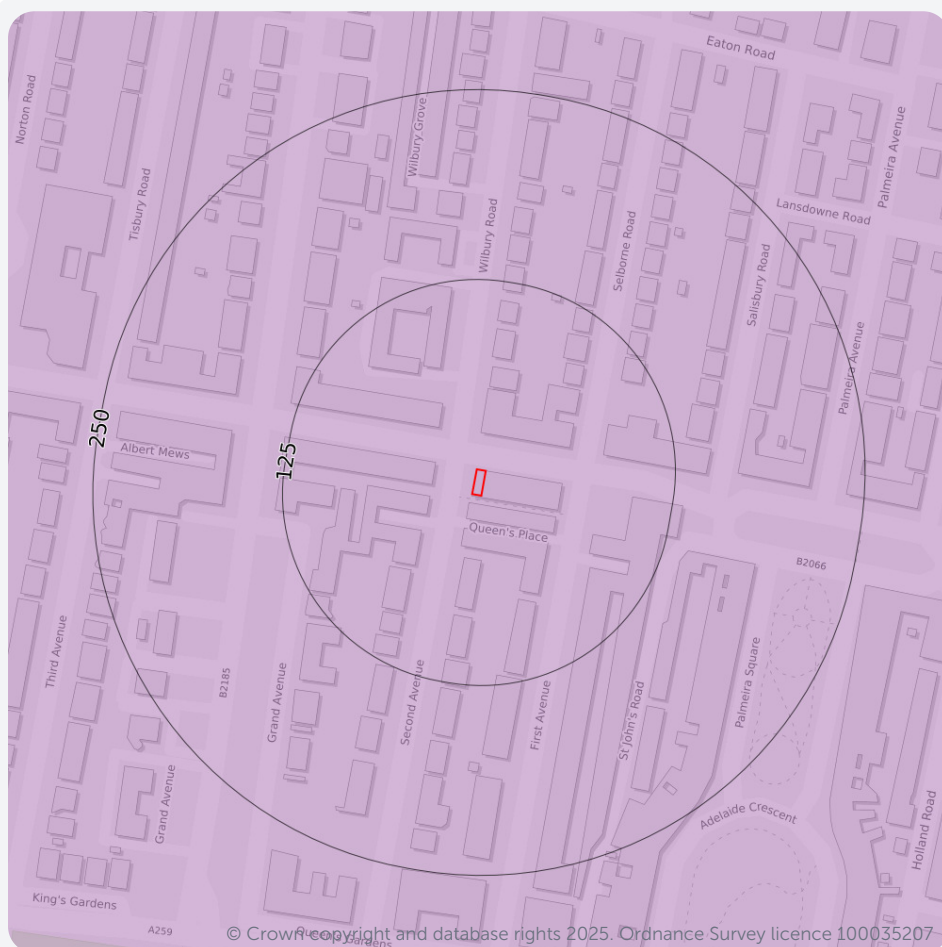 Eaton Road
Norton Road
Wilbury Grove
Palmeira Avenue
Tisbury Road
Lansdowne Road
Wilbury Road
Selborne Road
Salisbury Road
Palmeira Avenue
250
125
Albert Mews
Queen's Place
B2066
Third Avenue
B2185
Grand Avenue
Second Avenue
First Avenue
St John's Road
Palmeira Square
Grand Avenue
Adelaide Crescent
Holland Road
King's Gardens
A259
Queens Gardens
© Crown copyright and database rights 2025. Ordnance Survey licence 100035207